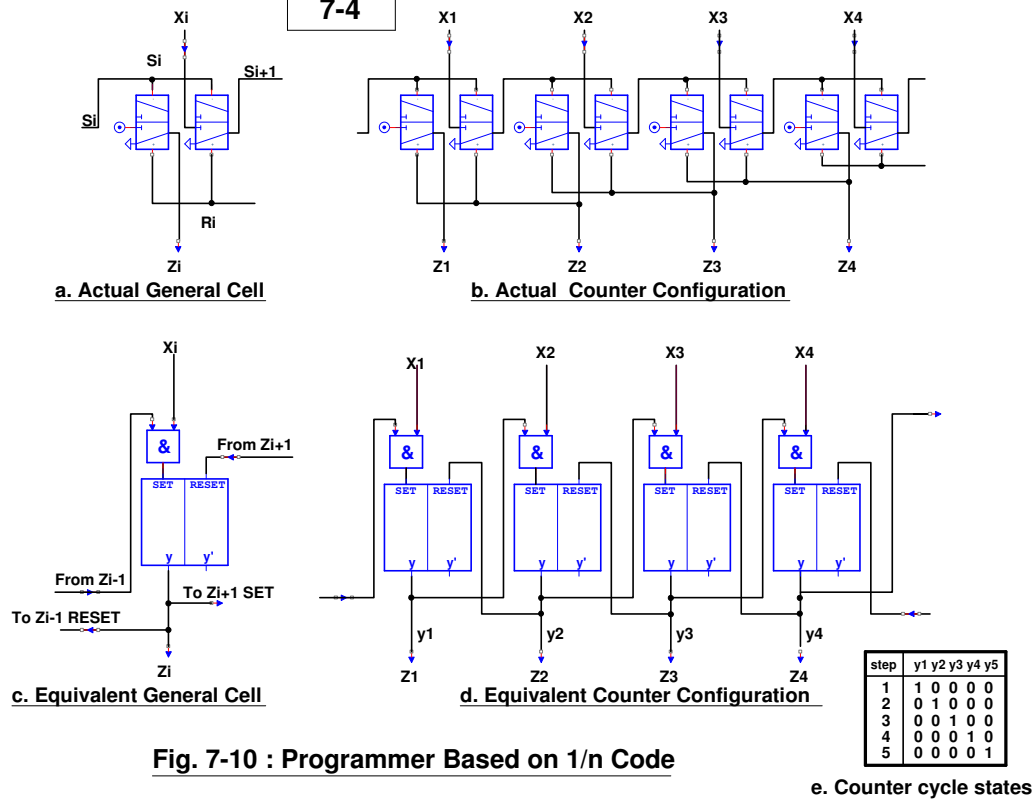 7-4
Xi
Si
Si+1
Si
Ri
Zi
a. Actual General Cell
X1 X2 X3 X4
Z1 Z2 Z3 Z4
b. Actual Counter Configuration
Xi
&
From Zi+1
SET RESET
y y'
From Zi-1
To Zi+1 SET
To Zi-1 RESET
Zi
c. Equivalent General Cell
X1 X2 X3 X4
& & & &
SET RESET SET RESET SET RESET SET RESET
y y' y y' y y' y y'
y1 y2 y3 y4
Z1 Z2 Z3 Z4
d. Equivalent Counter Configuration
step y1 y2 y3 y4 y5
1 1 0 0 0 0
2 0 1 0 0 0
3 0 0 1 0 0
4 0 0 0 1 0
5 0 0 0 0 1
e. Counter cycle states
Fig. 7-10 : Programmer Based on 1/n Code